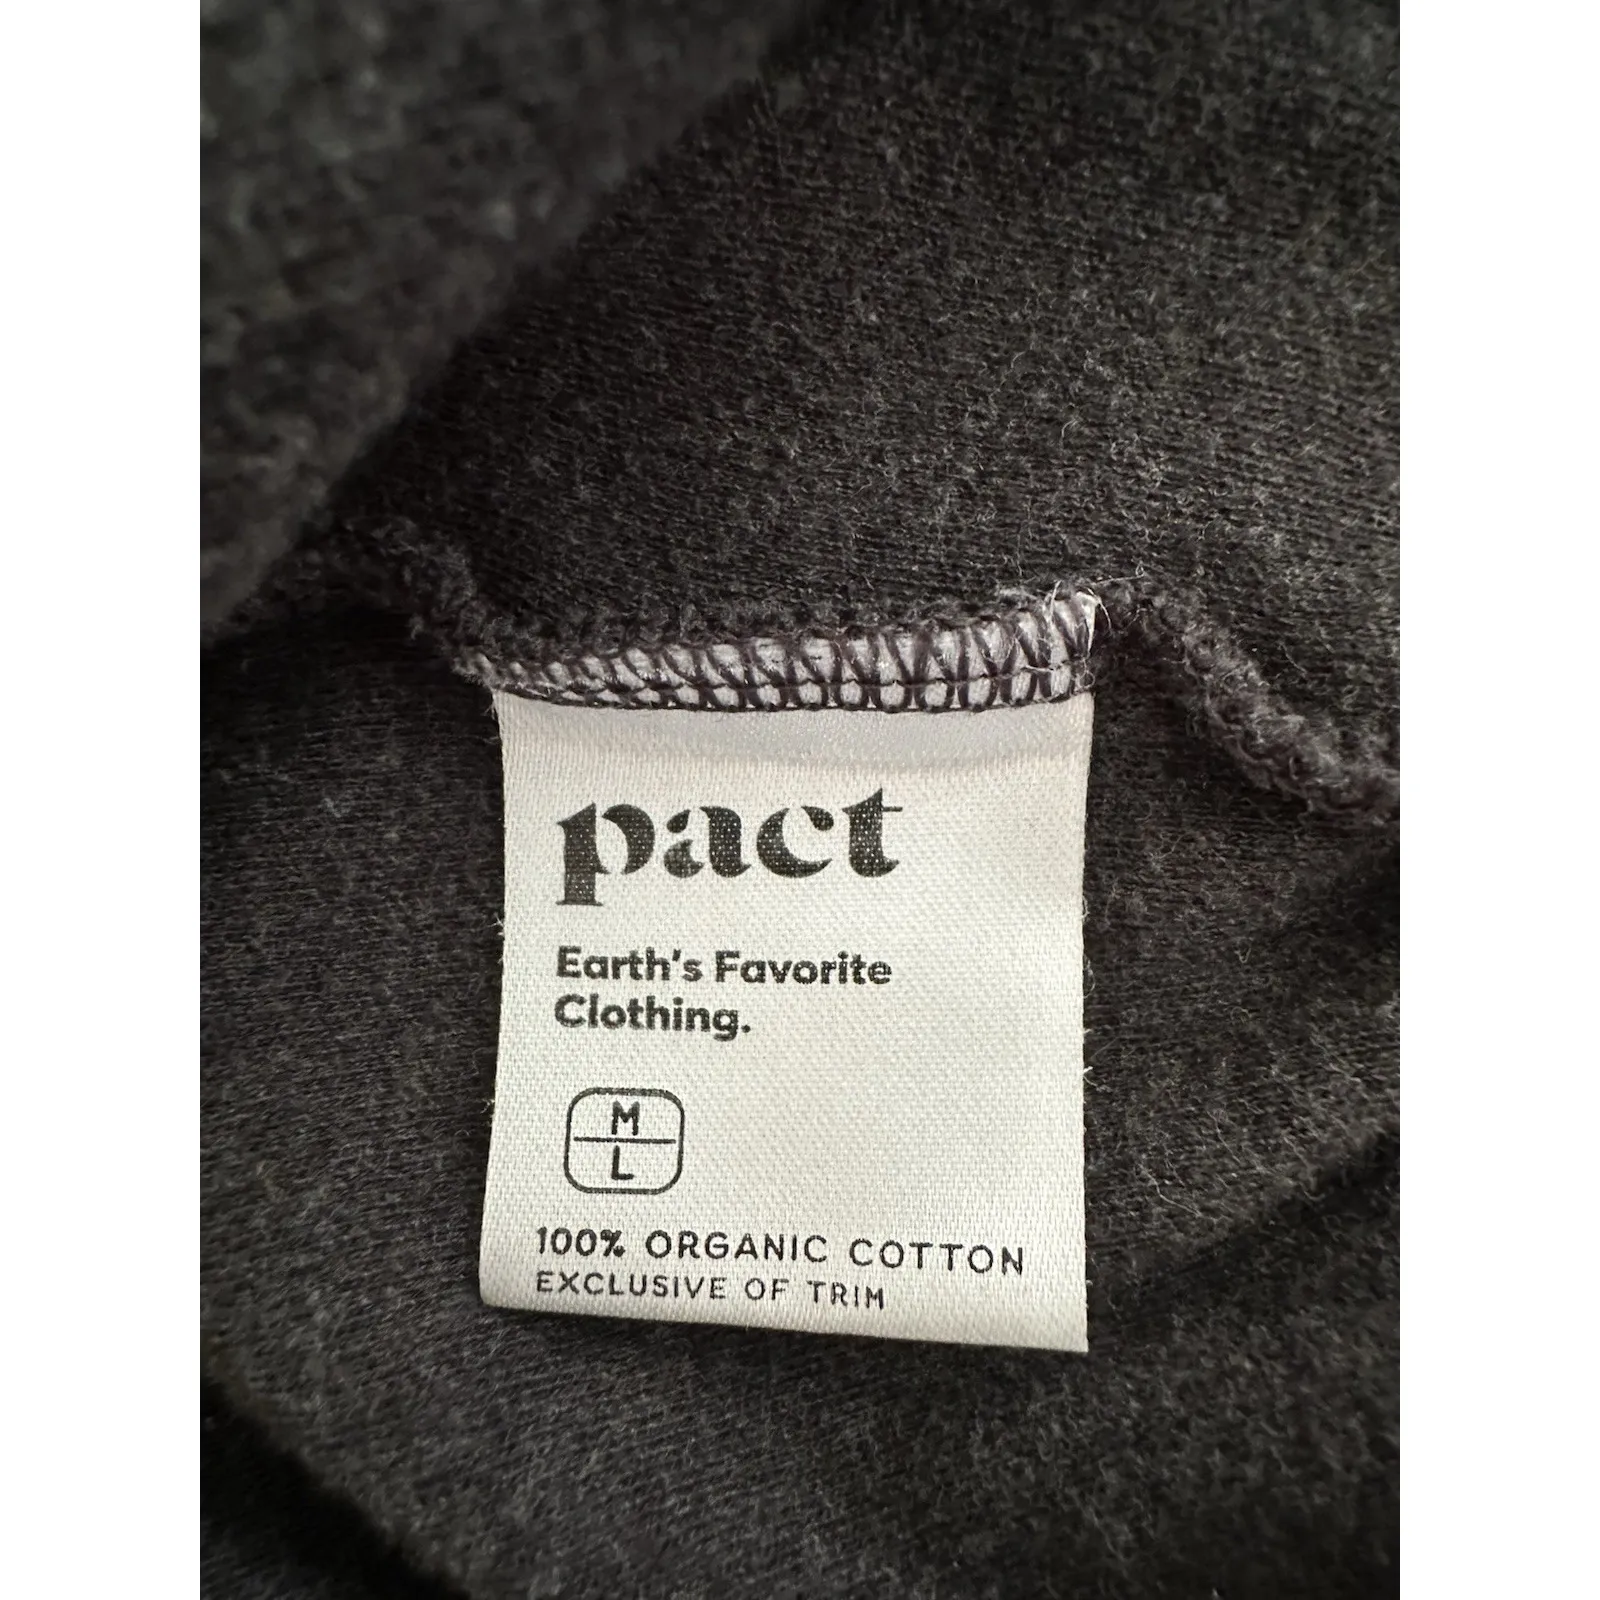 pact
Earth's Favorite
Clothing.
M
L
100% ORGANIC COTTON
EXCLUSIVE OF TRIM